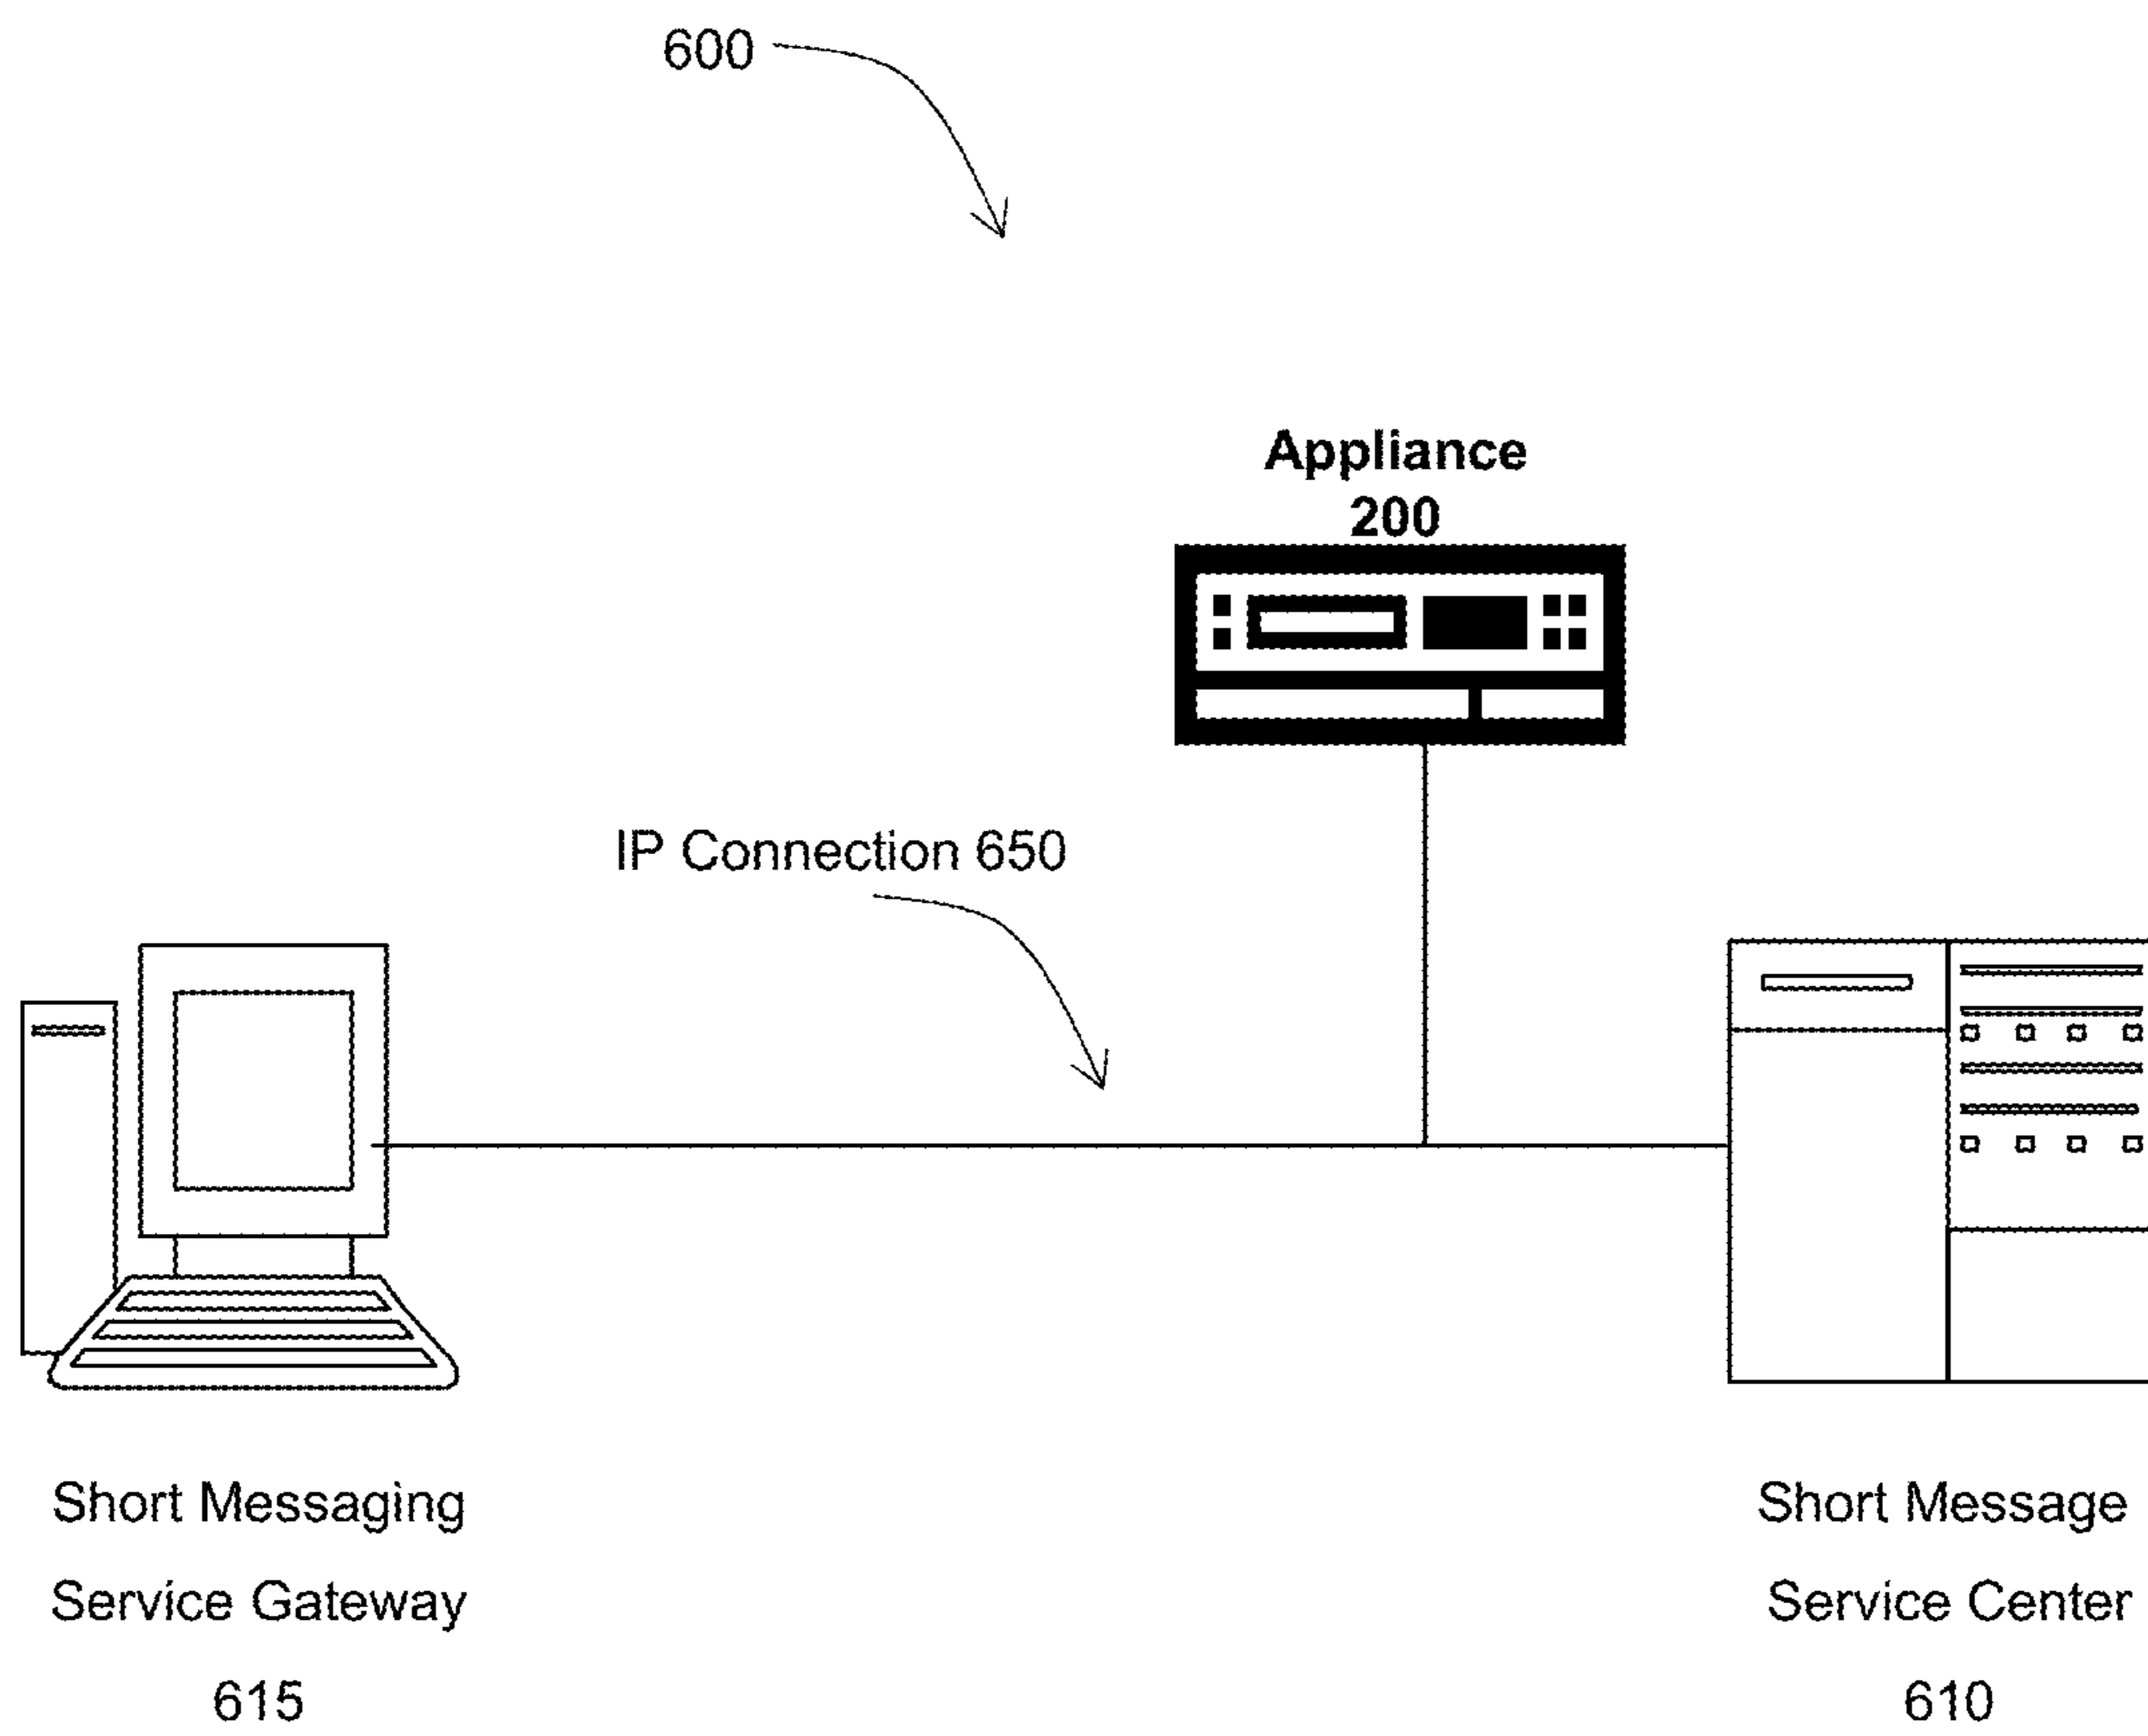 600
Appliance
200
IP Connection 650
Short Messaging
Service Gateway
615
Short Message
Service Center
610